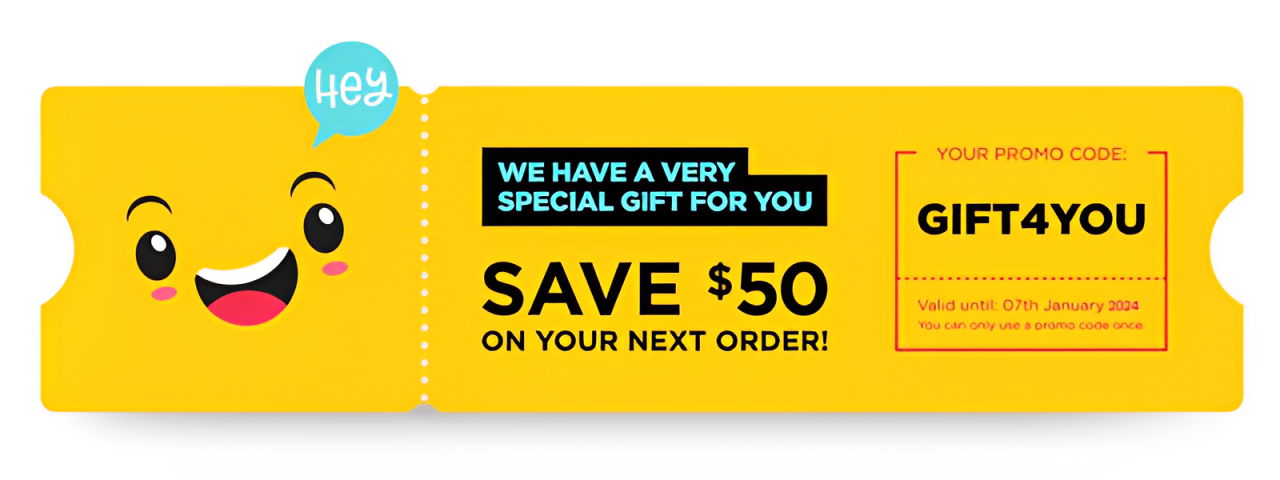 Hey
WE HAVE A VERY
SPECIAL GIFT FOR YOU
SAVE $50
ON YOUR NEXT ORDER!
YOUR PROMO CODE:
GIFT4YOU
Valid until: 07th January 2024
You can only use a promo code once.